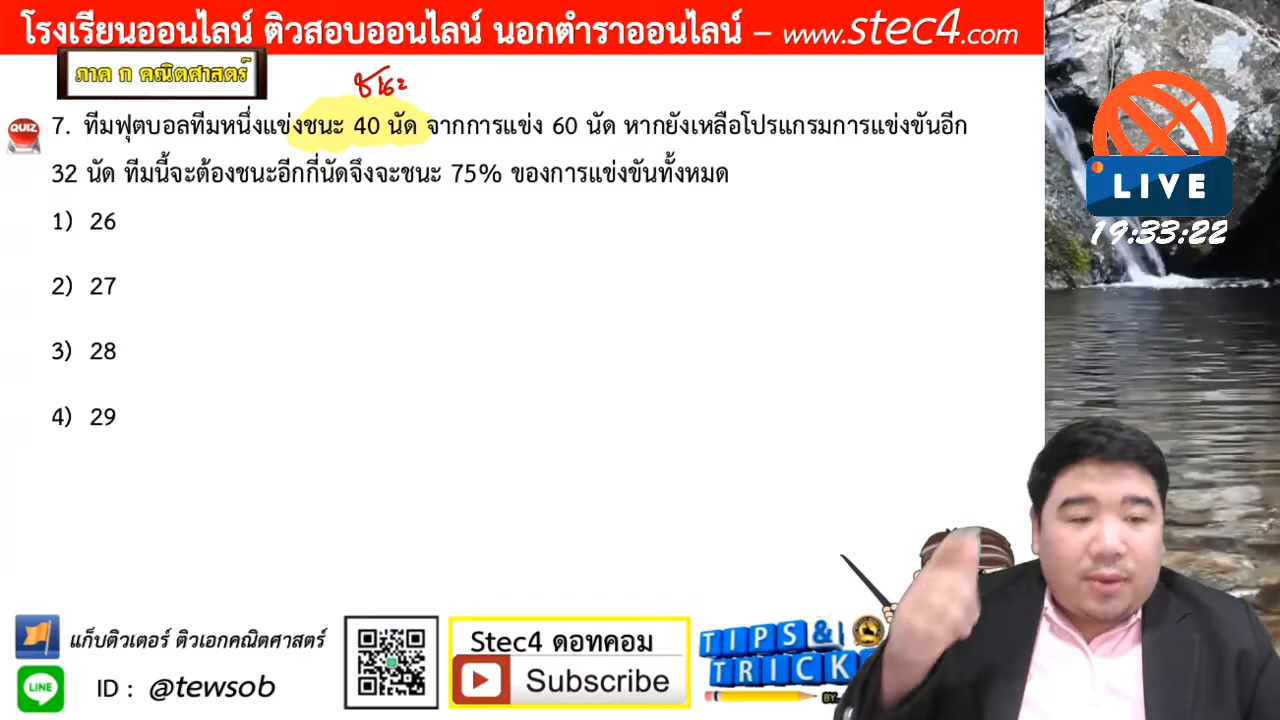 โรงเรียนออนไลน์ ติวสอบออนไลน์ นอกตำราออนไลน์ – www.stec4.com
ภาค ก คณิตศาสตร์
ชนะ
QUIZ
7. ทีมฟุตบอลทีมหนึ่งแข่งชนะ 40 นัด จากการแข่ง 60 นัด หากยังเหลือโปรแกรมการแข่งขันอีก
32 นัด ทีมนี้จะต้องชนะอีกกี่นัดจึงจะชนะ 75% ของการแข่งขันทั้งหมด
1) 26
2) 27
3) 28
4) 29
LIVE
19:33:22
แก็บติวเตอร์ ติวเอกคณิตศาสตร์
LINE
ID : @tewsob
Stec4 ดอทคอม
Subscribe
TIPS &
TRICK
BY.